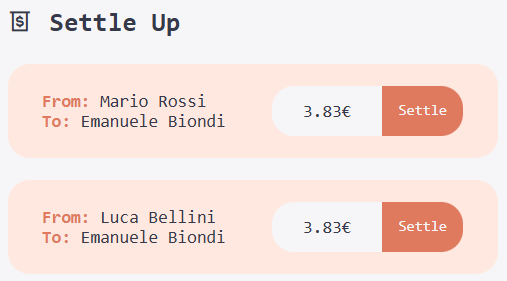 Settle Up
From: Mario Rossi
To: Emanuele Biondi
3.83€
Settle
From: Luca Bellini
To: Emanuele Biondi
3.83€
Settle